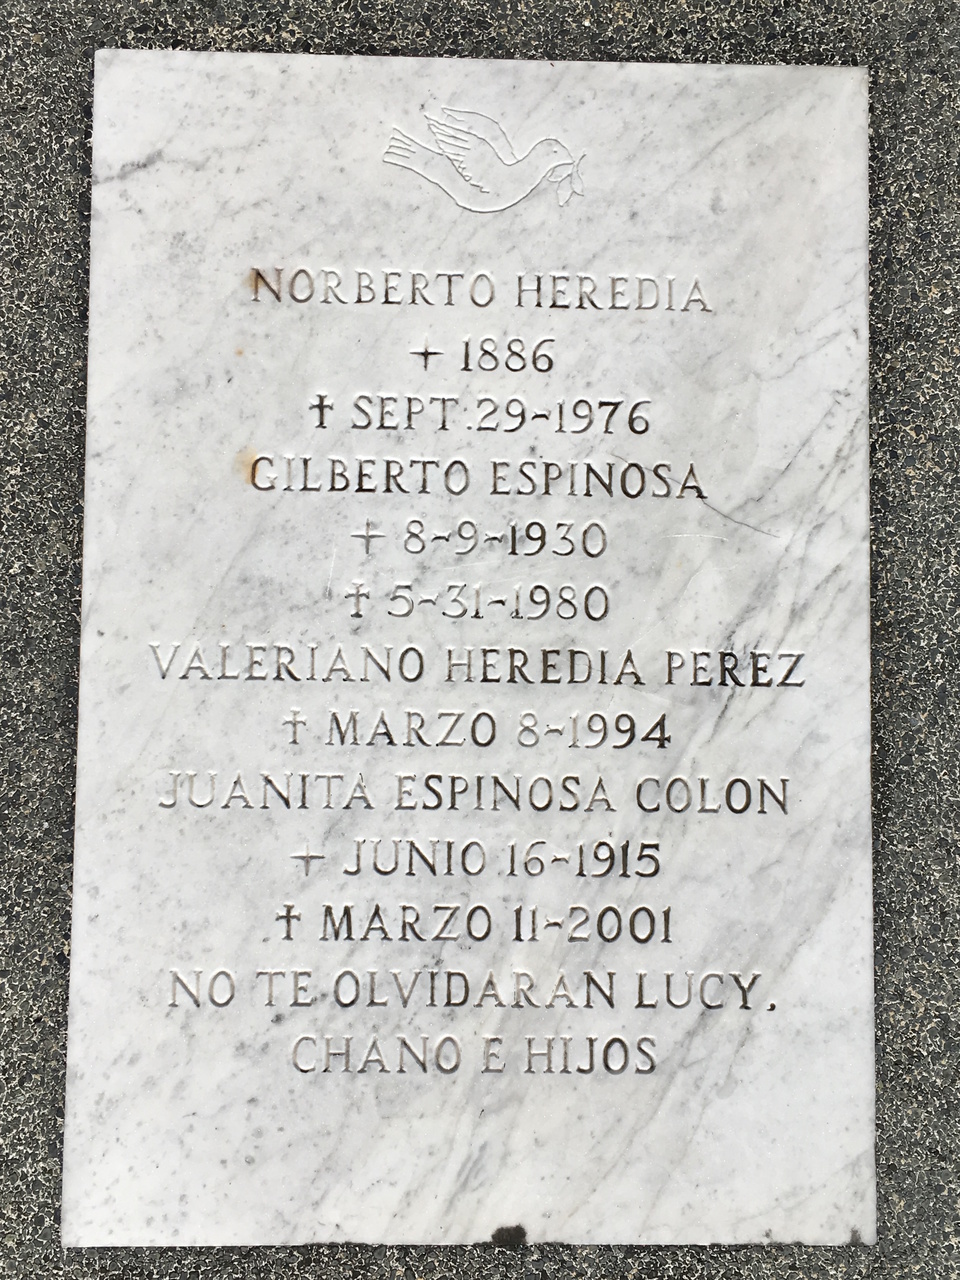 NORBERTO HEREDIA
+ 1886
✝ SEPT. 29-1976
GILBERTO ESPINOSA
+ 8-9-1930
✝ 5-31-1980
VALERIANO HEREDIA PEREZ
✝ MARZO 8-1994
JUANITA ESPINOSA COLON
+ JUNIO 16-1915
✝ MARZO 11-2001
NO TE OLVIDARAN LUCY,
CHANO E HIJOS